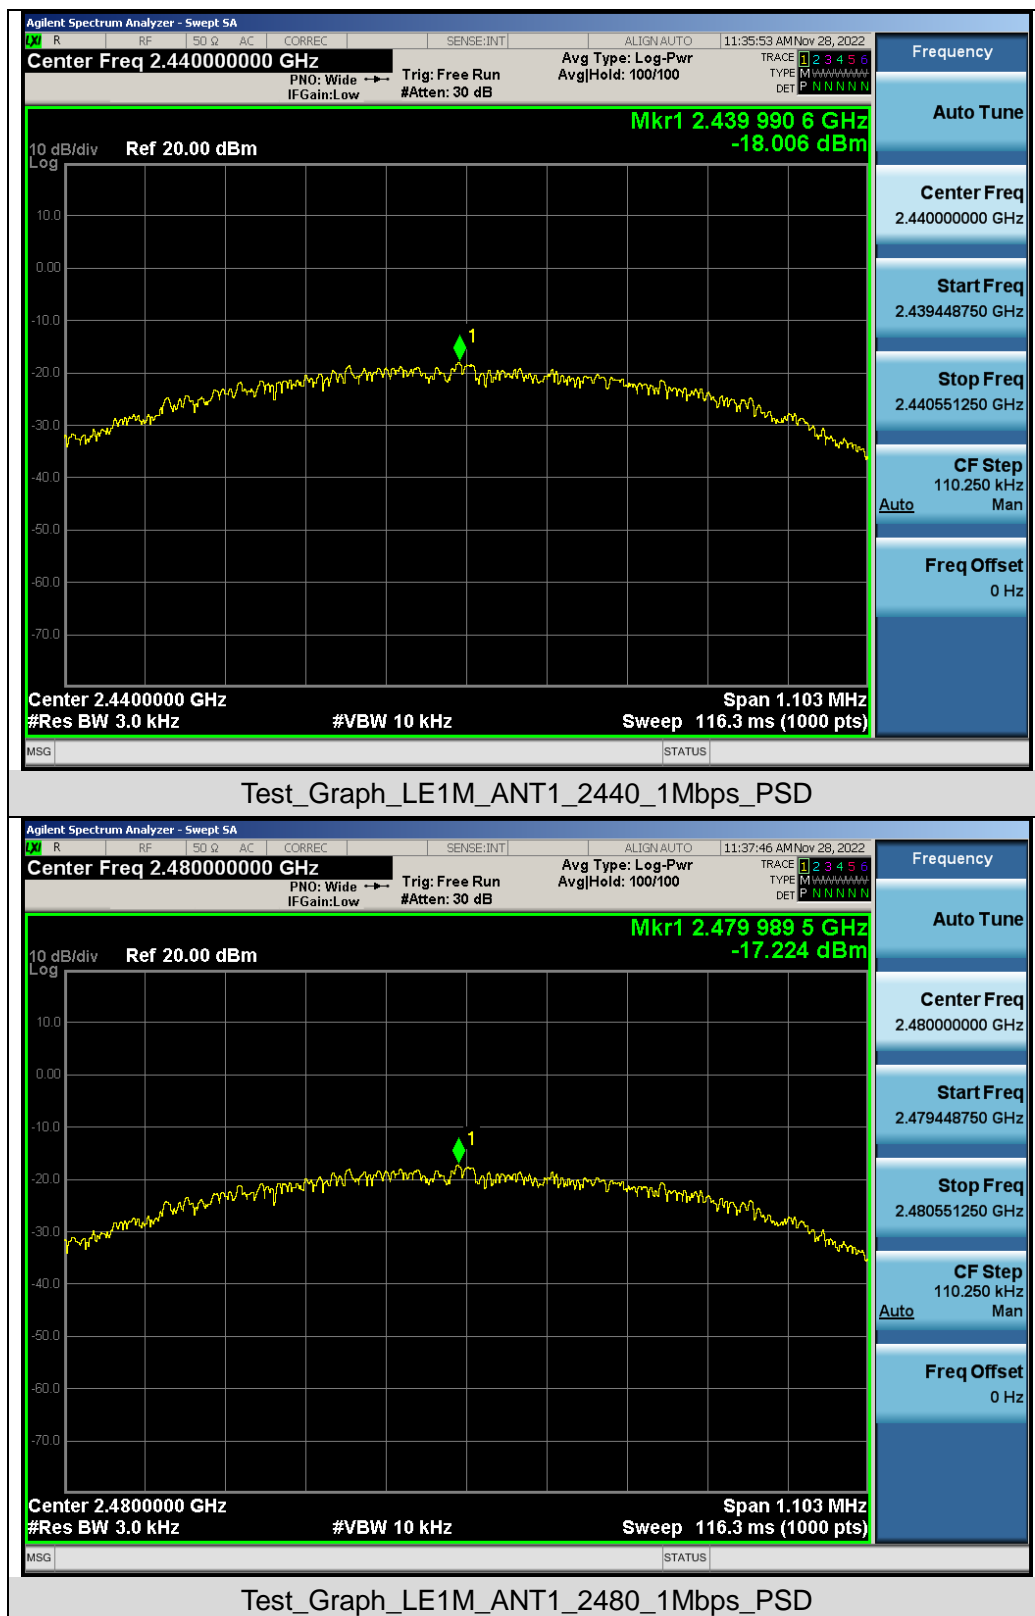 Agilent Spectrum Analyzer - Swept SA
LXI R RF 50 Ω AC CORREC SENSE:INT ALIGN AUTO 11:35:53 AM Nov 28, 2022
Center Freq 2.440000000 GHz
PNO: Wide
IFGain:Low
Trig: Free Run
#Atten: 30 dB
Avg Type: Log-Pwr
Avg|Hold: 100/100
TRACE 1 2 3 4 5 6
TYPE M
DET P N N N N N
Mkr1 2.439 990 6 GHz
-18.006 dBm
10 dB/div Ref 20.00 dBm
Log
10.0
0.00
-10.0
-20.0
-30.0
-40.0
-50.0
-60.0
-70.0
1
Center 2.4400000 GHz Span 1.103 MHz
#Res BW 3.0 kHz #VBW 10 kHz Sweep 116.3 ms (1000 pts)
MSG STATUS
Frequency
Auto Tune
Center Freq
2.440000000 GHz
Start Freq
2.439448750 GHz
Stop Freq
2.440551250 GHz
CF Step
110.250 kHz
Auto Man
Freq Offset
0 Hz
Test_Graph_LE1M_ANT1_2440_1Mbps_PSD
Agilent Spectrum Analyzer - Swept SA
LXI R RF 50 Ω AC CORREC SENSE:INT ALIGN AUTO 11:37:46 AM Nov 28, 2022
Center Freq 2.480000000 GHz
PNO: Wide
IFGain:Low
Trig: Free Run
#Atten: 30 dB
Avg Type: Log-Pwr
Avg|Hold: 100/100
TRACE 1 2 3 4 5 6
TYPE M
DET P N N N N N
Mkr1 2.479 989 5 GHz
-17.224 dBm
10 dB/div Ref 20.00 dBm
Log
10.0
0.00
-10.0
-20.0
-30.0
-40.0
-50.0
-60.0
-70.0
1
Center 2.4800000 GHz Span 1.103 MHz
#Res BW 3.0 kHz #VBW 10 kHz Sweep 116.3 ms (1000 pts)
MSG STATUS
Frequency
Auto Tune
Center Freq
2.480000000 GHz
Start Freq
2.479448750 GHz
Stop Freq
2.480551250 GHz
CF Step
110.250 kHz
Auto Man
Freq Offset
0 Hz
Test_Graph_LE1M_ANT1_2480_1Mbps_PSD